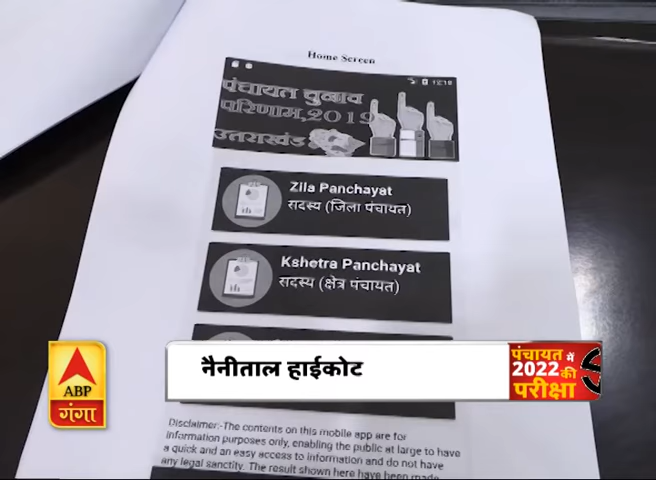 Home Screen
12:18
पंचायत चुनाव
परिणाम,2019
उत्तराखंड
Zila Panchayat
सदस्य (जिला पंचायत)
Kshetra Panchayat
सदस्य (क्षेत्र पंचायत)
नैनीताल हाईकोट
ABP
गंगा
पंचायत में
2022 की
परीक्षा
Disclaimer:-The contents on this mobile app are for
information purposes only, enabling the public at large to have
a quick and an easy access to information and do not have
any legal sanctity. The result shown here have been made